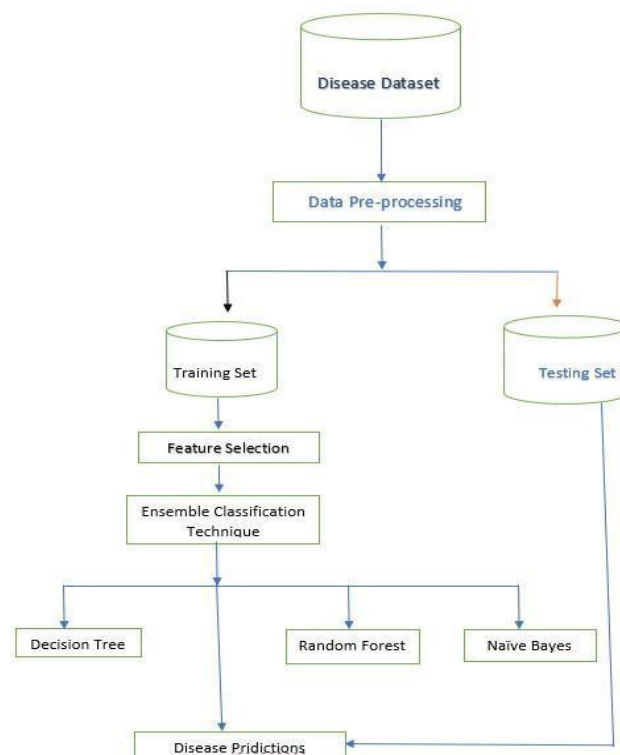 Disease Dataset
Data Pre-processing
Training Set
Testing Set
Feature Selection
Ensemble Classification
Technique
Decision Tree
Random Forest
Naïve Bayes
Disease Pridictions